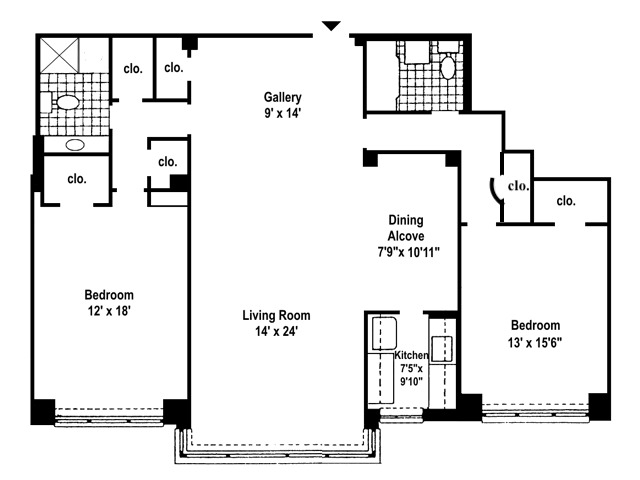 clo.
clo.
Gallery
9' x 14'
clo.
clo.
clo.
clo.
Dining
Alcove
7'9"x 10'11"
Bedroom
12' x 18'
Living Room
14' x 24'
Bedroom
13' x 15'6"
Kitchen
7'5"x
9'10"